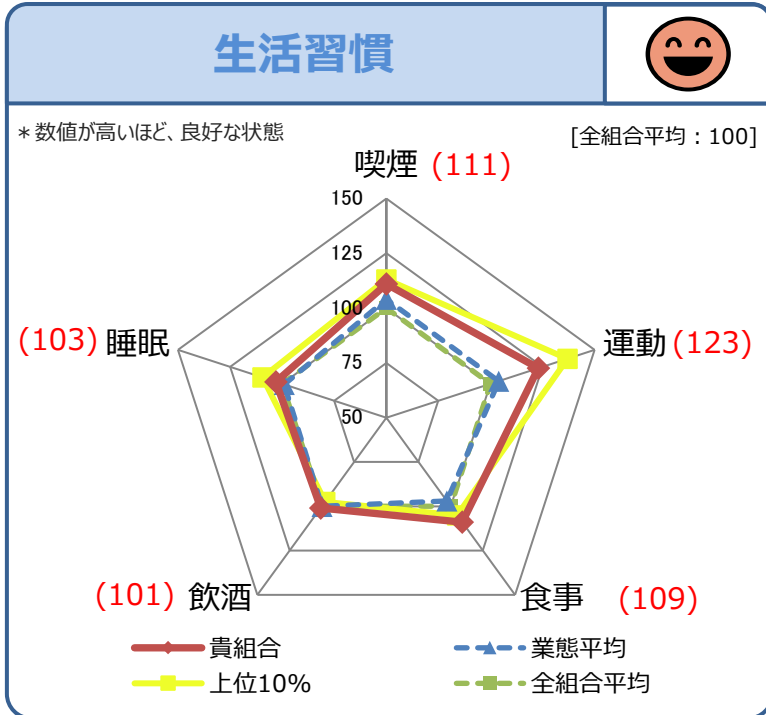 生活習慣
＊数値が高いほど、良好な状態
[全組合平均：100]
喫煙 (111)
150
125
100
75
50
(103) 睡眠
運動 (123)
(101) 飲酒
食事 (109)
貴組合
業態平均
上位10%
全組合平均